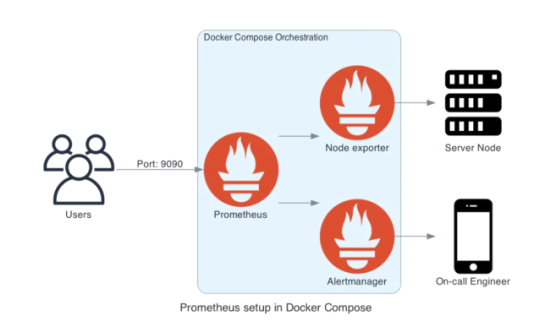 Docker Compose Orchestration
Node exporter
Server Node
Port: 9090
Users
Prometheus
Alertmanager
On-call Engineer
Prometheus setup in Docker Compose